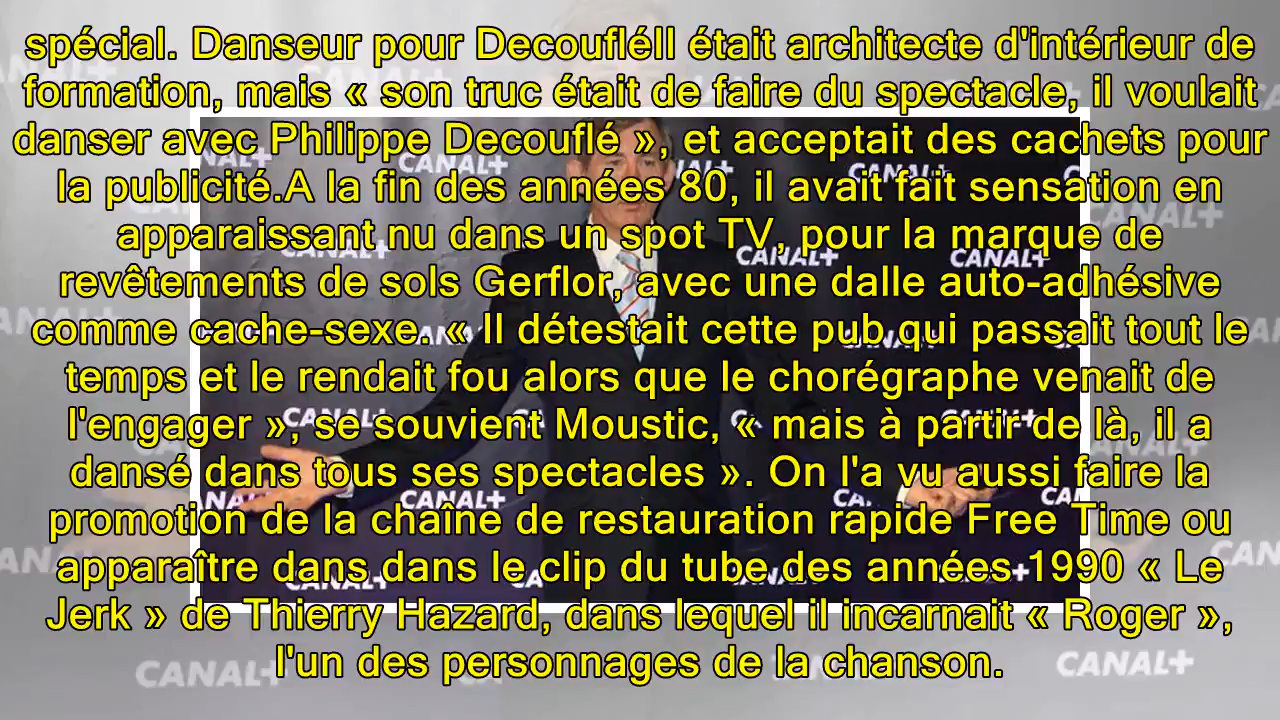 spécial. Danseur pour DecoufléIl était architecte d'intérieur de
formation, mais « son truc était de faire du spectacle, il voulait
danser avec Philippe Decouflé », et acceptait des cachets pour
la publicité.A la fin des années 80, il avait fait sensation en
apparaissant nu dans un spot TV, pour la marque de
revêtements de sols Gerflor, avec une dalle auto-adhésive
comme cache-sexe. « Il détestait cette pub qui passait tout le
temps et le rendait fou alors que le chorégraphe venait de
l'engager », se souvient Moustic, « mais à partir de là, il a
dansé dans tous ses spectacles ». On l'a vu aussi faire la
promotion de la chaîne de restauration rapide Free Time ou
apparaître dans dans le clip du tube des années 1990 « Le
Jerk » de Thierry Hazard, dans lequel il incarnait « Roger »,
l'un des personnages de la chanson.
CANAL+
CANAL+
CANAL+
CANAL+
CANAL+
CANAL+
CANAL+